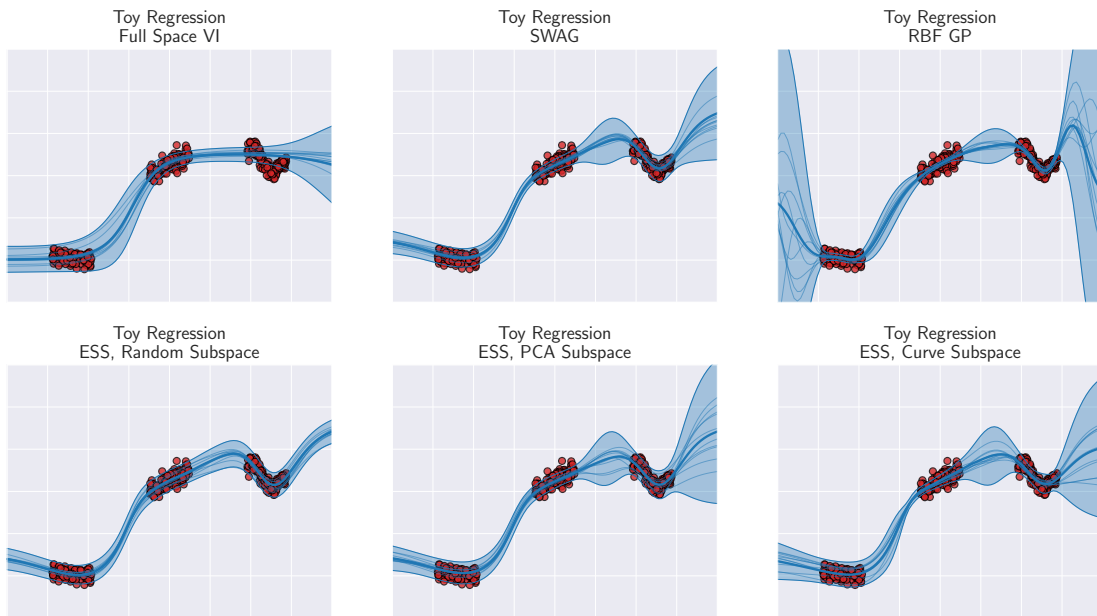 Toy Regression
Full Space VI
Toy Regression
SWAG
Toy Regression
RBF GP
Toy Regression
ESS, Random Subspace
Toy Regression
ESS, PCA Subspace
Toy Regression
ESS, Curve Subspace